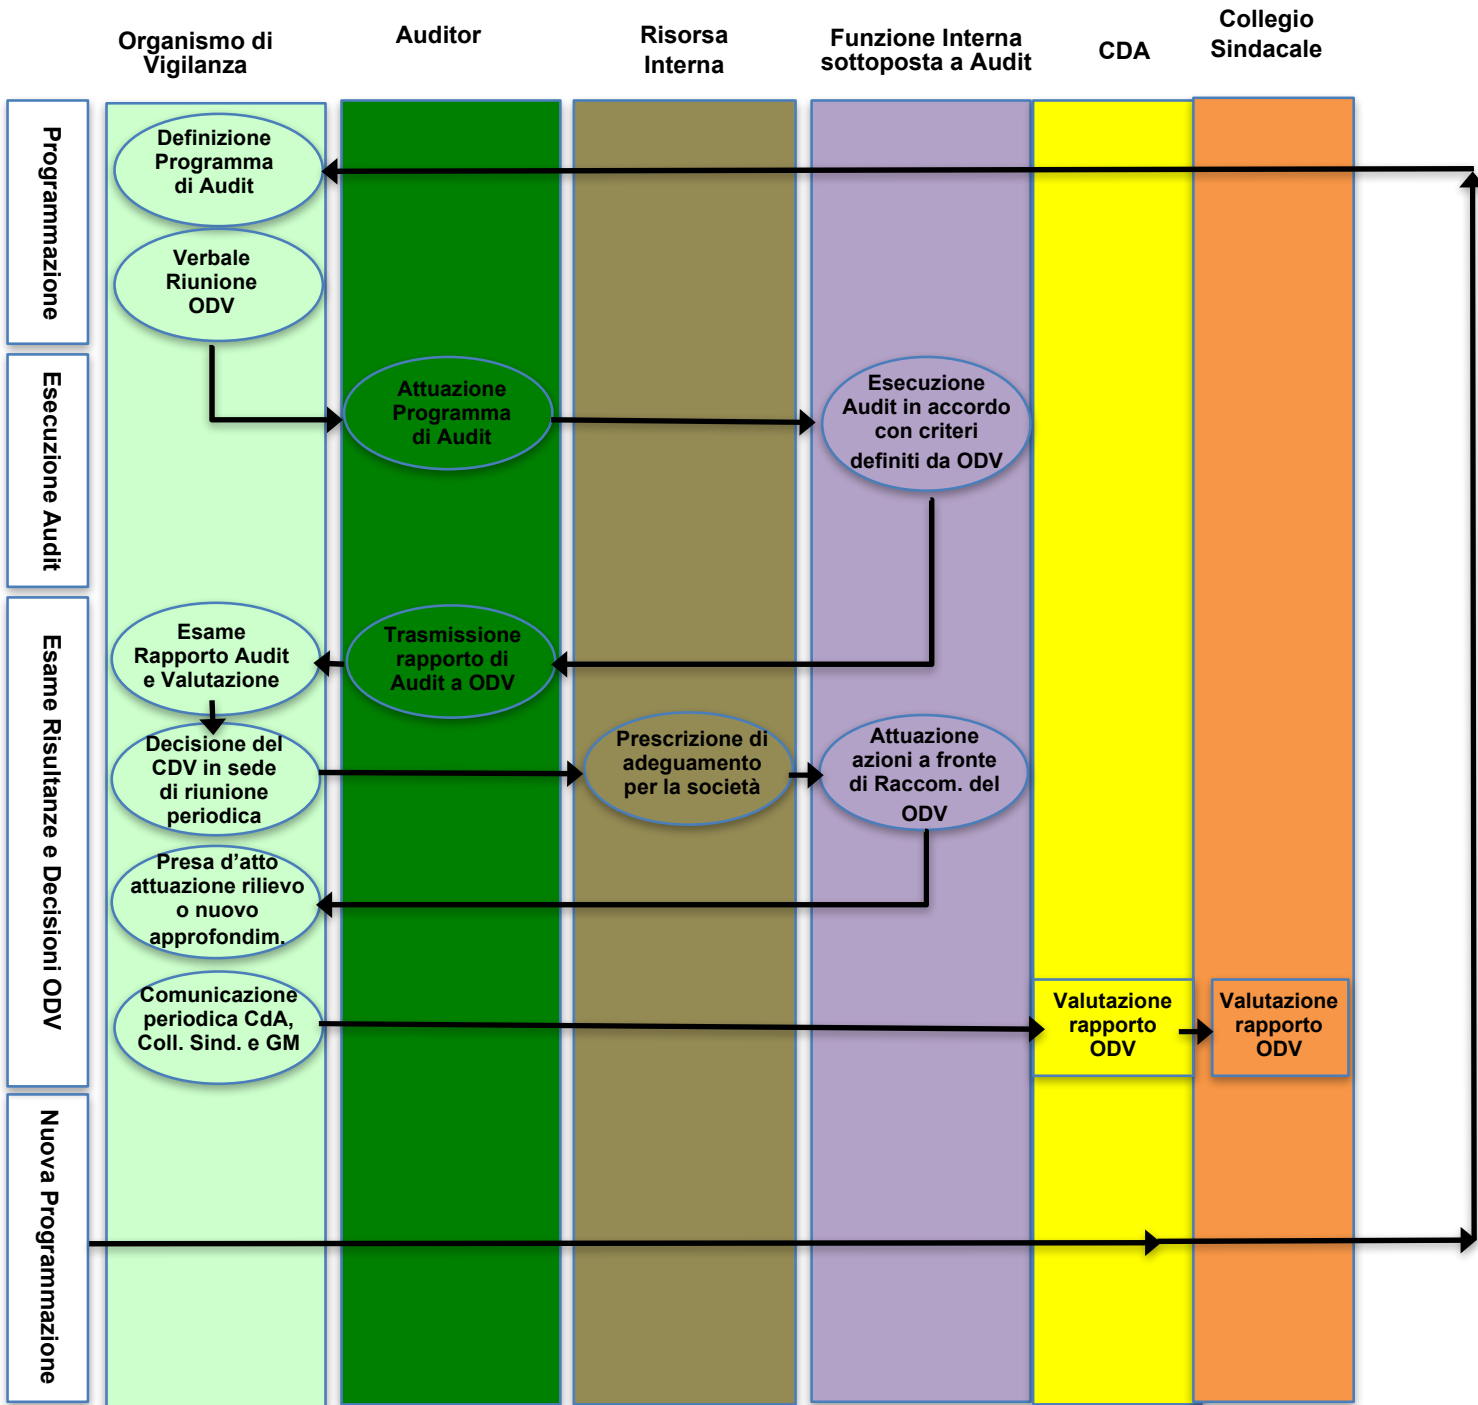 Organismo di
Vigilanza
Auditor
Risorsa
Interna
Funzione Interna
sottoposta a Audit
CDA
Collegio
Sindacale
Programmazione
Definizione
Programma
di Audit
Verbale
Riunione
ODV
Esecuzione Audit
Attuazione
Programma
di Audit
Esecuzione
Audit in accordo
con criteri
definiti da ODV
Esame Risultanze e Decisioni ODV
Esame
Rapporto Audit
e Valutazione
Trasmissione
rapporto di
Audit a ODV
Decisione del
CDV in sede
di riunione
periodica
Prescrizione di
adeguamento
per la società
Attuazione
azioni a fronte
di Raccom. del
ODV
Presa d'atto
attuazione rilievo
o nuovo
approfondim.
Comunicazione
periodica CdA,
Coll. Sind. e GM
Valutazione
rapporto
ODV
Valutazione
rapporto
ODV
Nuova Programmazione